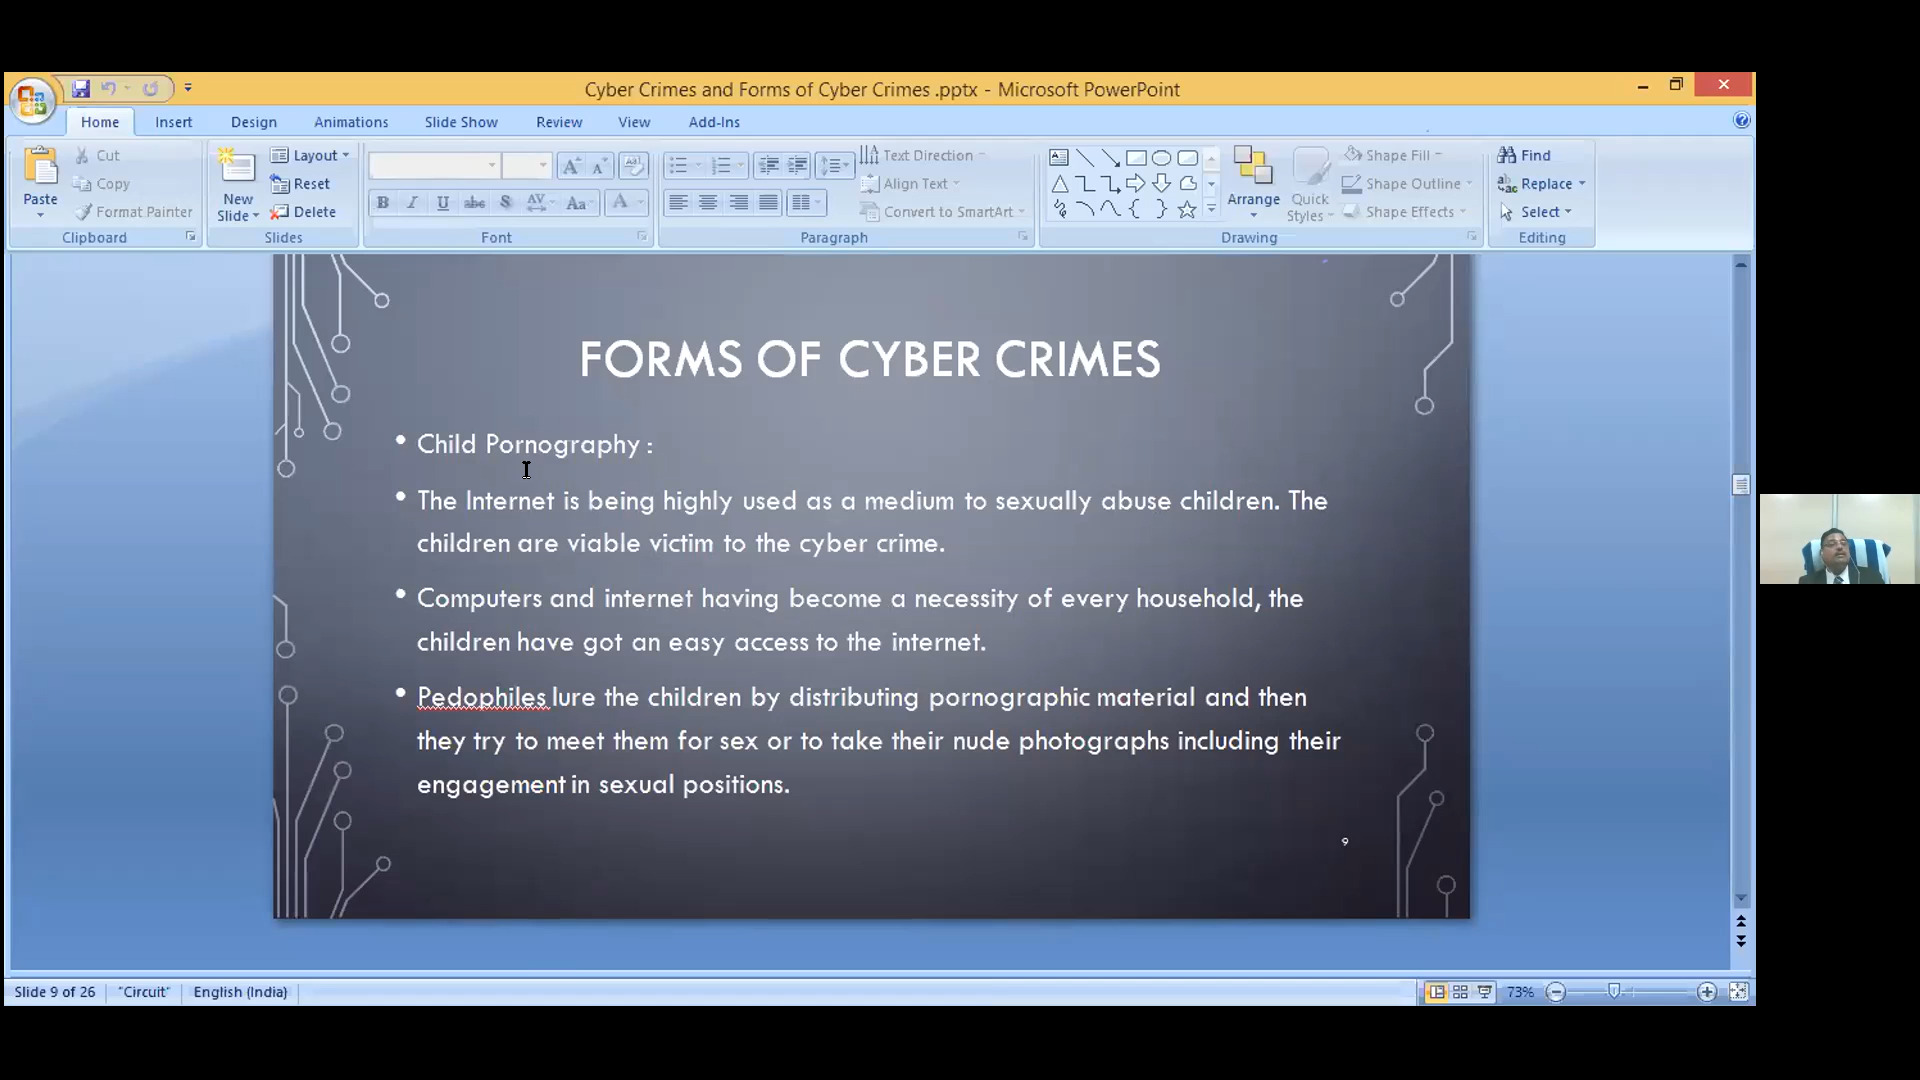 Cyber Crimes and Forms of Cyber Crimes .pptx - Microsoft PowerPoint
Home Insert Design Animations Slide Show Review View Add-Ins
Paste
Cut
Copy
Format Painter
Clipboard
New
Slide
Layout
Reset
Delete
Slides
Font
Text Direction
Align Text
Convert to SmartArt
Paragraph
Arrange
Quick
Styles
Shape Fill
Shape Outline
Shape Effects
Drawing
Find
Replace
Select
Editing
FORMS OF CYBER CRIMES
• Child Pornography :
• The Internet is being highly used as a medium to sexually abuse children. The
children are viable victim to the cyber crime.
• Computers and internet having become a necessity of every household, the
children have got an easy access to the internet.
• Pedophiles lure the children by distributing pornographic material and then
they try to meet them for sex or to take their nude photographs including their
engagement in sexual positions.
9
Slide 9 of 26 "Circuit" English (India) 73%